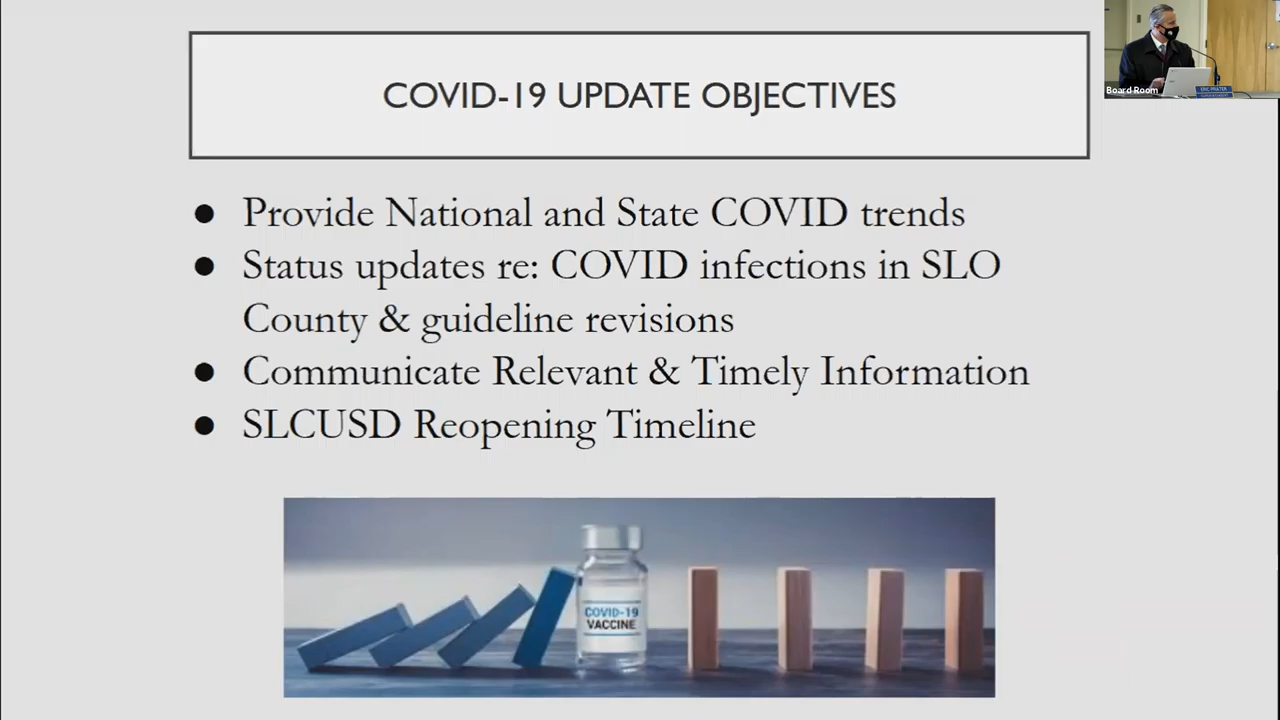 COVID-19 UPDATE OBJECTIVES
Board Room
● Provide National and State COVID trends
● Status updates re: COVID infections in SLO
County & guideline revisions
● Communicate Relevant & Timely Information
● SLCUSD Reopening Timeline
COVID-19
VACCINE